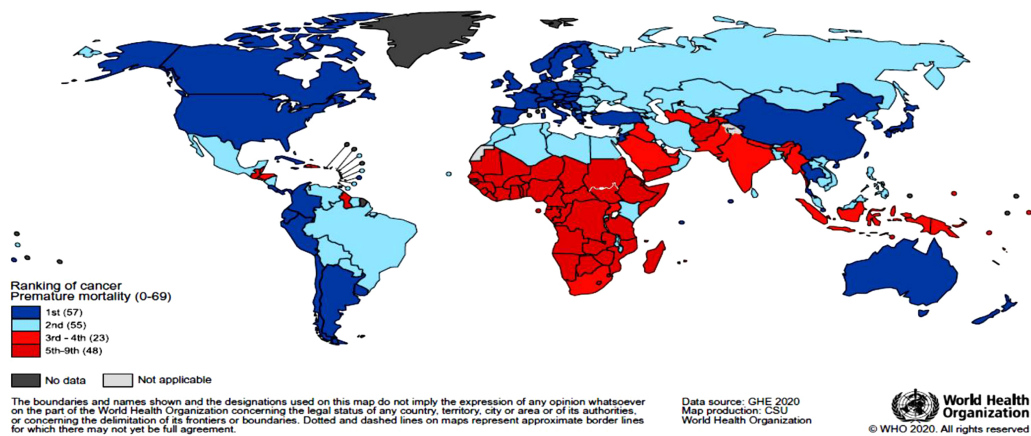 Ranking of cancer
Premature mortality (0-69)
1st (57)
2nd (55)
3rd - 4th (23)
5th-9th (48)
No data
Not applicable
The boundaries and names shown and the designations used on this map do not imply the expression of any opinion whatsoever
on the part of the World Health Organization concerning the legal status of any country, territory, city or area or of its authorities,
or concerning the delimitation of its frontiers or boundaries. Dotted and dashed lines on maps represent approximate border lines
for which there may not yet be full agreement.
Data source: GHE 2020
Map production: CSU
World Health Organization
World Health
Organization
© WHO 2020. All rights reserved